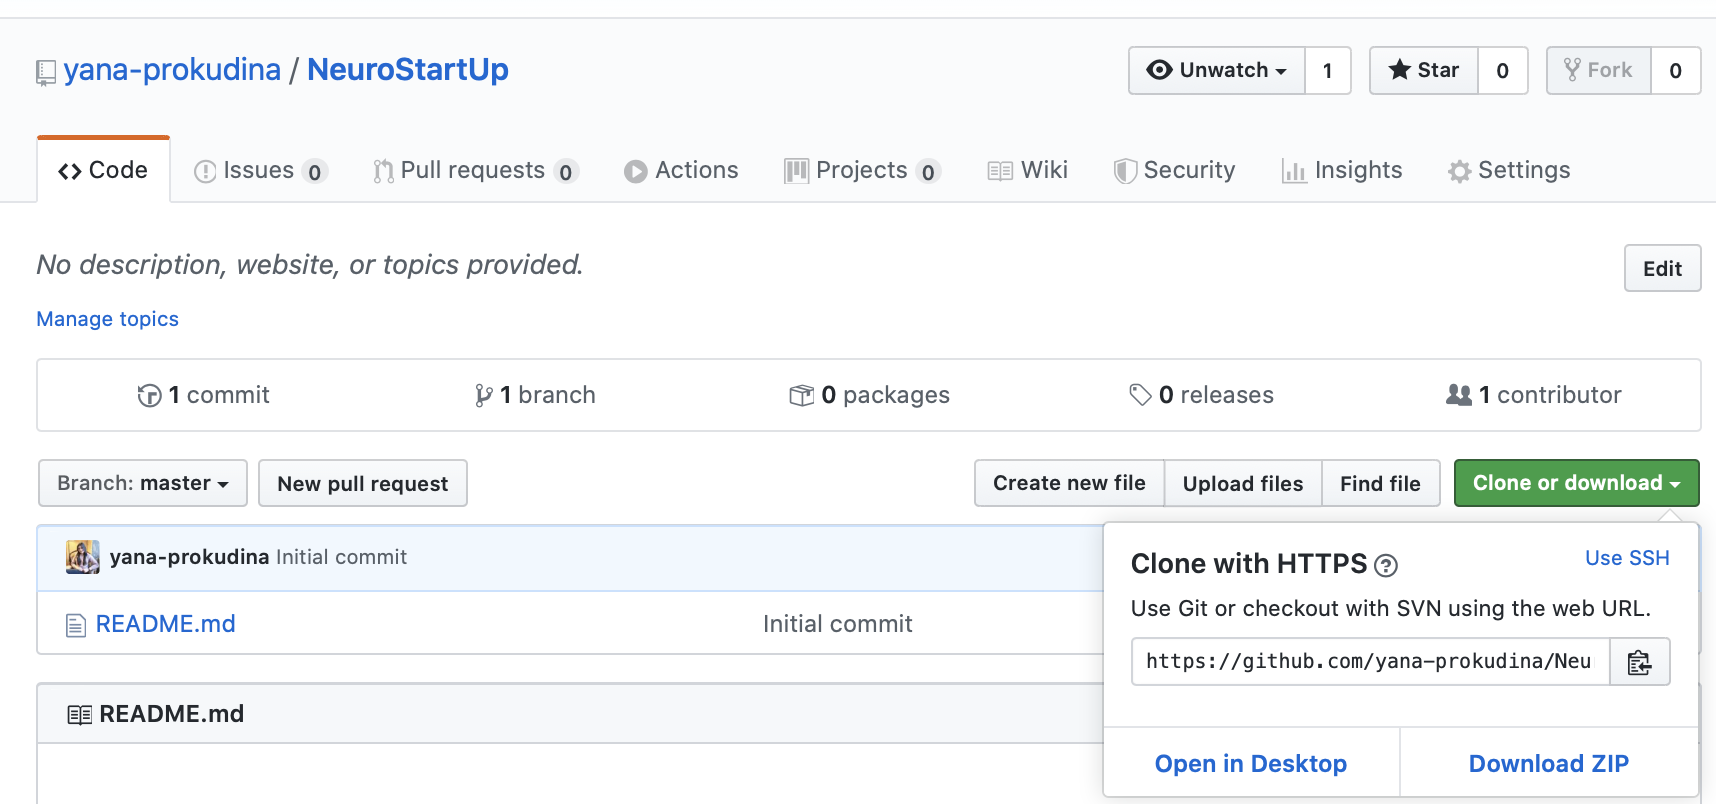 yana-prokudina / NeuroStartUp
Unwatch 1
Star 0
Fork 0
Code
Issues 0
Pull requests 0
Actions
Projects 0
Wiki
Security
Insights
Settings
No description, website, or topics provided.
Edit
Manage topics
1 commit
1 branch
0 packages
0 releases
1 contributor
Branch: master
New pull request
Create new file
Upload files
Find file
Clone or download
yana-prokudina Initial commit
README.md
Initial commit
README.md
Clone with HTTPS
Use SSH
Use Git or checkout with SVN using the web URL.
https://github.com/yana-prokudina/Neu
Open in Desktop
Download ZIP